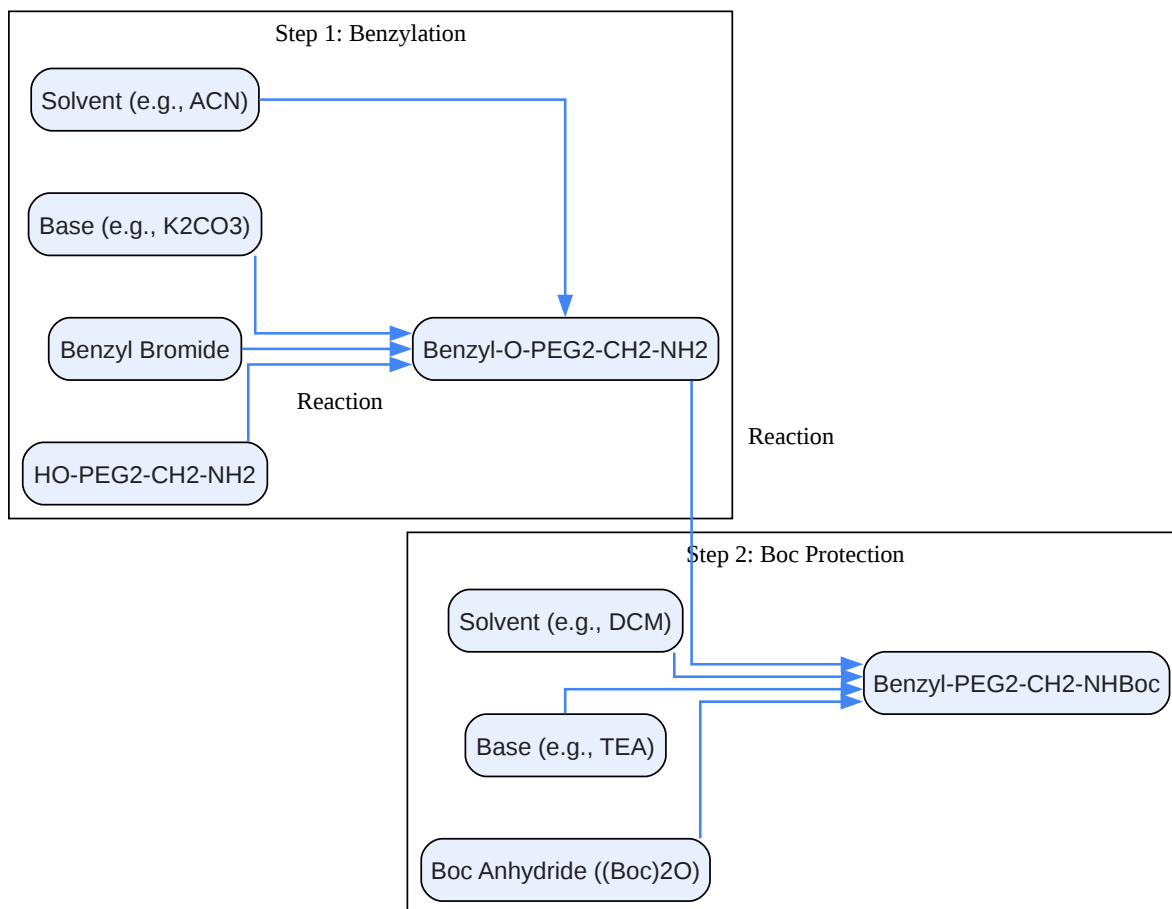 Step 1: Benzylation
Solvent (e.g., ACN)
Base (e.g., K2CO3)
Benzyl Bromide
Benzyl-O-PEG2-CH2-NH2
Reaction
HO-PEG2-CH2-NH2
Reaction
Step 2: Boc Protection
Solvent (e.g., DCM)
Benzyl-PEG2-CH2-NHBoc
Base (e.g., TEA)
Boc Anhydride ((Boc)2O)